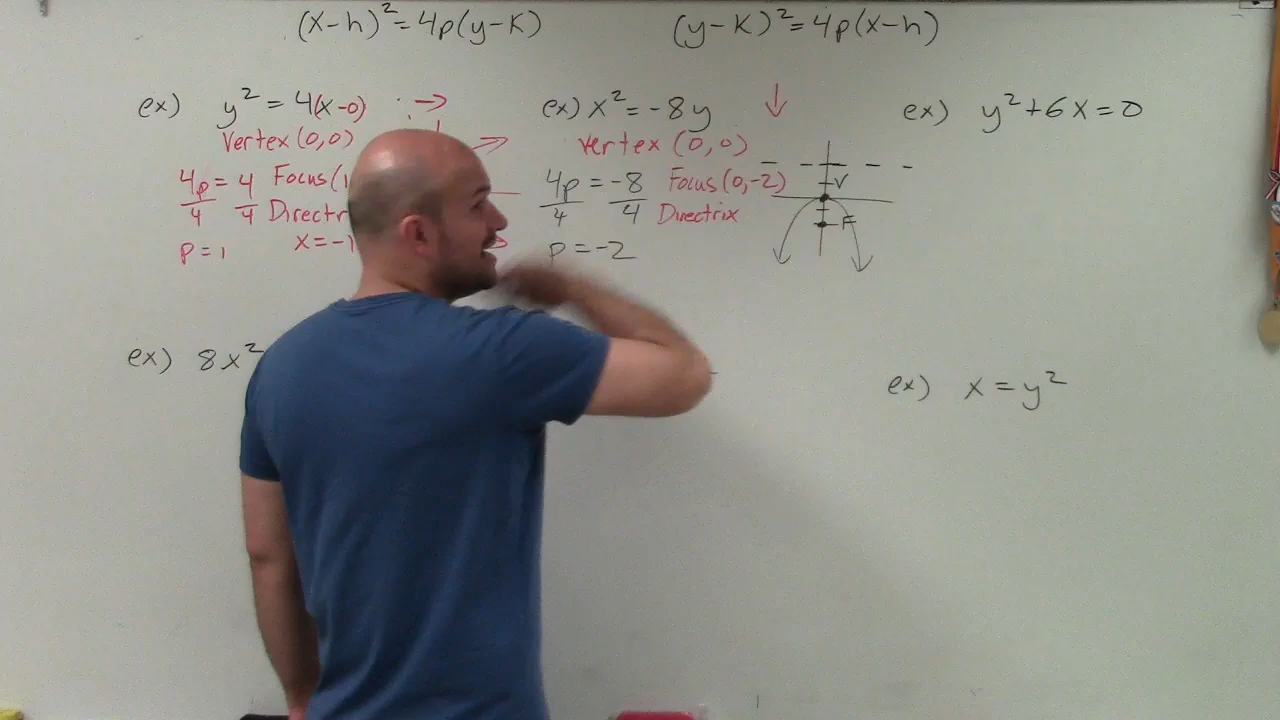 (x-h)²=4p(y-k)
(y-k)²=4p(x-h)
ex) y²=4(x-0)
Vertex (0,0)
4p=4
4 4
Focus(1
Directr
p=1
x=-1
ex) x²=-8y
Vertex (0,0)
4p=-8
4 4
Focus(0,-2)
Directrix
p=-2
V
F
ex) y²+6x=0
ex) 8x²
ex) x=y²